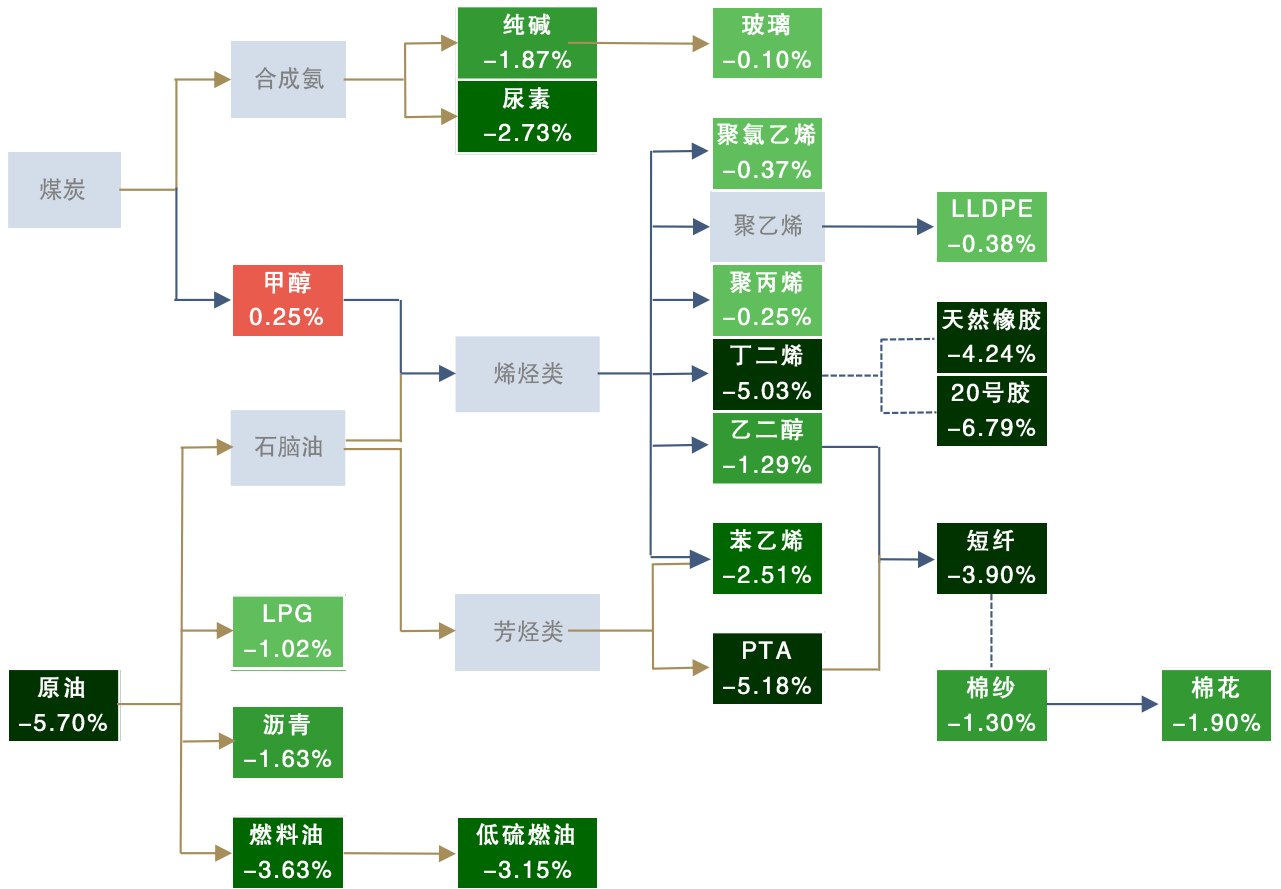 纯碱
-1.87%
玻璃
-0.10%
合成氨
尿素
-2.73%
聚氯乙烯
-0.37%
煤炭
聚乙烯
LLDPE
-0.38%
甲醇
0.25%
聚丙烯
-0.25%
天然橡胶
-4.24%
烯烃类
丁二烯
-5.03%
20号胶
-6.79%
石脑油
乙二醇
-1.29%
苯乙烯
-2.51%
短纤
-3.90%
LPG
-1.02%
芳烃类
PTA
-5.18%
原油
-5.70%
棉纱
-1.30%
棉花
-1.90%
沥青
-1.63%
燃料油
-3.63%
低硫燃油
-3.15%